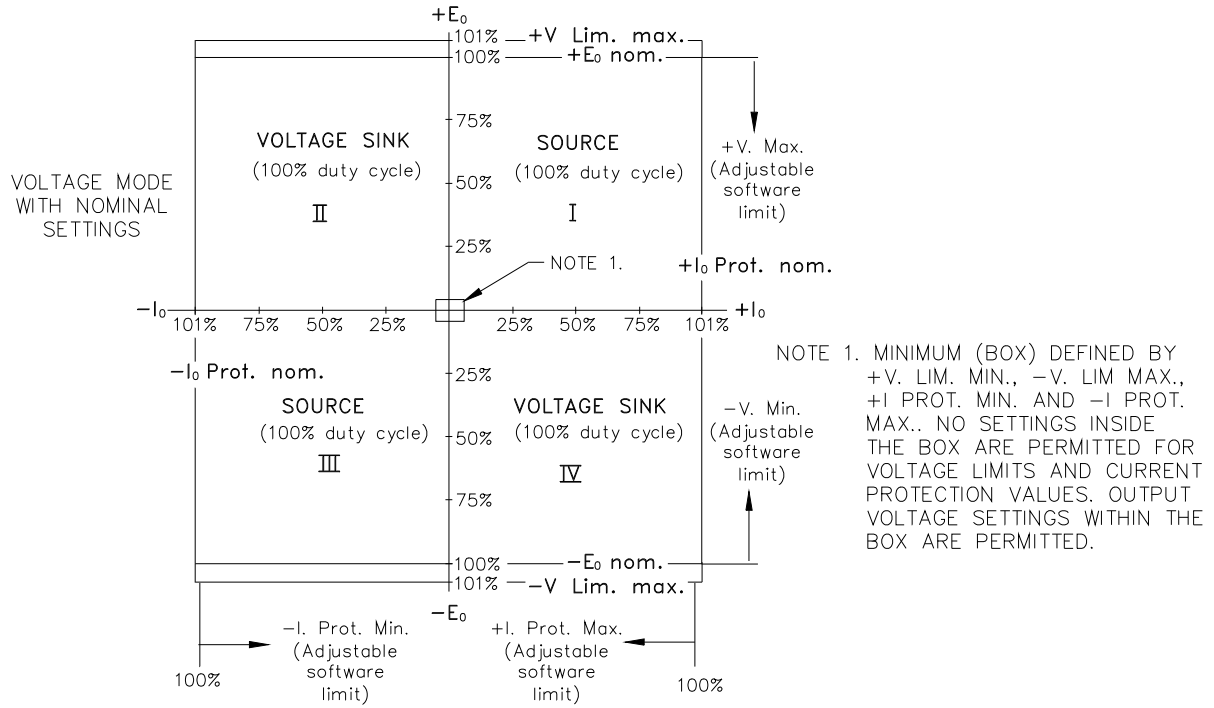 +E₀
101% +V Lim. max.
100% +E₀ nom.
75%
VOLTAGE SINK
(100% duty cycle)
II
SOURCE
(100% duty cycle)
I
50%
25%
+V. Max.
(Adjustable
software
limit)
VOLTAGE MODE
WITH NOMINAL
SETTINGS
NOTE 1.
+I₀ Prot. nom.
−I₀
101% 75% 50% 25% 25% 50% 75% 101%
+I₀
−I₀ Prot. nom.
25%
SOURCE
(100% duty cycle)
III
VOLTAGE SINK
(100% duty cycle)
IV
50%
75%
−V. Min.
(Adjustable
software
limit)
NOTE 1. MINIMUM (BOX) DEFINED BY
+V. LIM. MIN., −V. LIM MAX.,
+I PROT. MIN. AND −I PROT.
MAX.. NO SETTINGS INSIDE
THE BOX ARE PERMITTED FOR
VOLTAGE LIMITS AND CURRENT
PROTECTION VALUES. OUTPUT
VOLTAGE SETTINGS WITHIN THE
BOX ARE PERMITTED.
100% −E₀ nom.
101% −V Lim. max.
−E₀
−I. Prot. Min.
(Adjustable
software
limit)
+I. Prot. Max.
(Adjustable
software
limit)
100%
100%